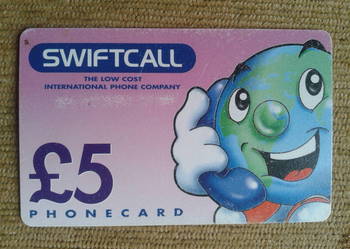 SWIFTCALL
THE LOW COST
INTERNATIONAL PHONE COMPANY
£5
PHONECARD